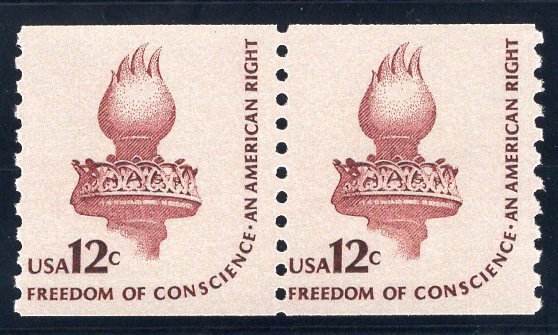 USA12c
FREEDOM OF CONSCIENCE • AN AMERICAN RIGHT
USA12c
FREEDOM OF CONSCIENCE • AN AMERICAN RIGHT